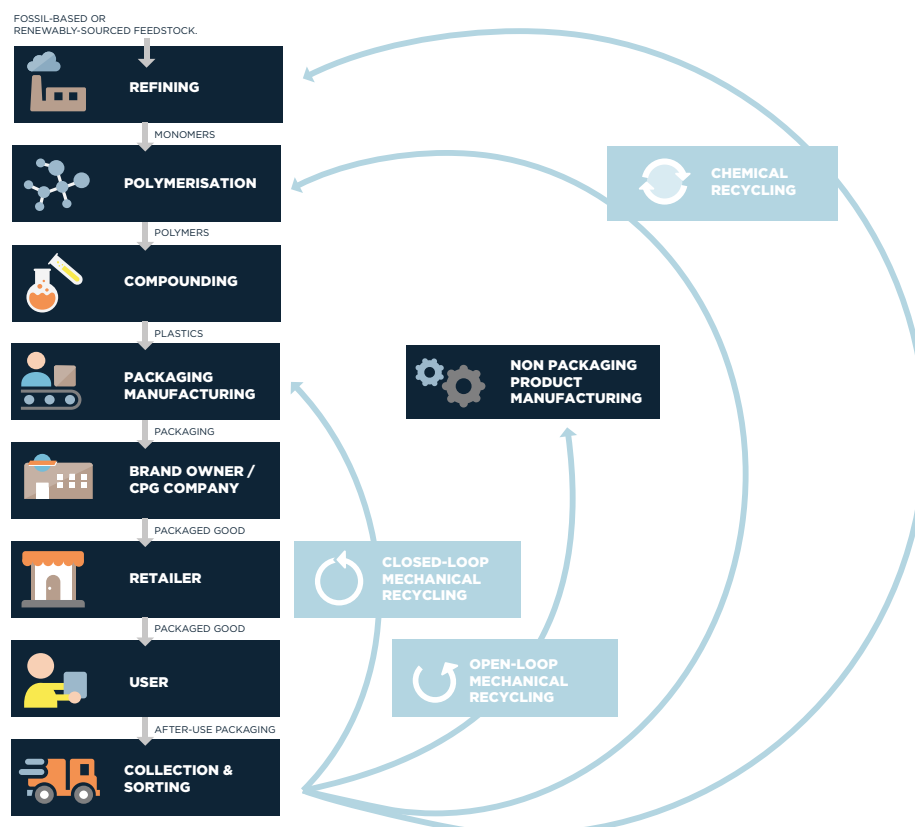 FOSSIL-BASED OR
RENEWABLY-SOURCED FEEDSTOCK.
REFINING
MONOMERS
POLYMERISATION
POLYMERS
COMPOUNDING
PLASTICS
PACKAGING
MANUFACTURING
PACKAGING
BRAND OWNER /
CPG COMPANY
PACKAGED GOOD
RETAILER
PACKAGED GOOD
USER
AFTER-USE PACKAGING
COLLECTION &
SORTING
CHEMICAL
RECYCLING
NON PACKAGING
PRODUCT
MANUFACTURING
CLOSED-LOOP
MECHANICAL
RECYCLING
OPEN-LOOP
MECHANICAL
RECYCLING